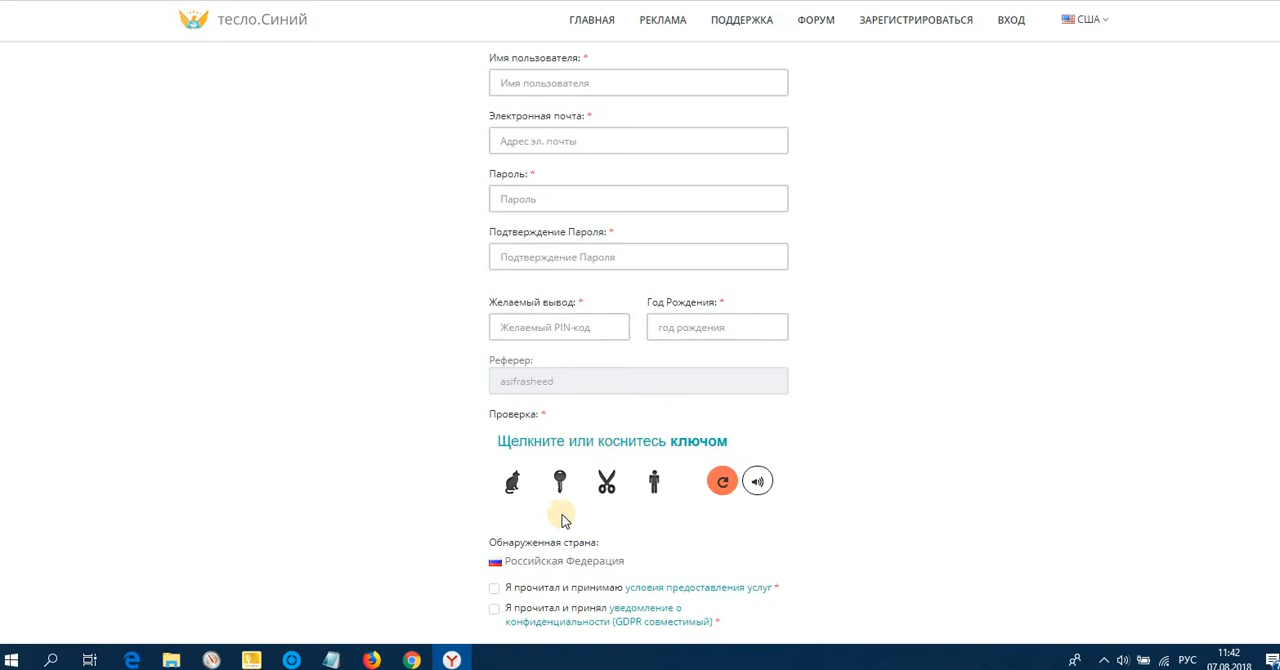 тесло.Синий
ГЛАВНАЯ РЕКЛАМА ПОДДЕРЖКА ФОРУМ ЗАРЕГИСТРИРОВАТЬСЯ ВХОД США
Имя пользователя: *
Имя пользователя
Электронная почта: *
Адрес эл. почты
Пароль: *
Пароль
Подтверждение Пароля: *
Подтверждение Пароля
Желаемый вывод: * Год Рождения: *
Желаемый PIN-код год рождения
Реферер:
asifrasheed
Проверка: *
Щелкните или коснитесь ключом
Обнаруженная страна:
Российская Федерация
Я прочитал и принимаю условия предоставления услуг *
Я прочитал и принял уведомление о
конфиденциальности (GDPR совместимый) *
РУС 11:42
07.08.2018